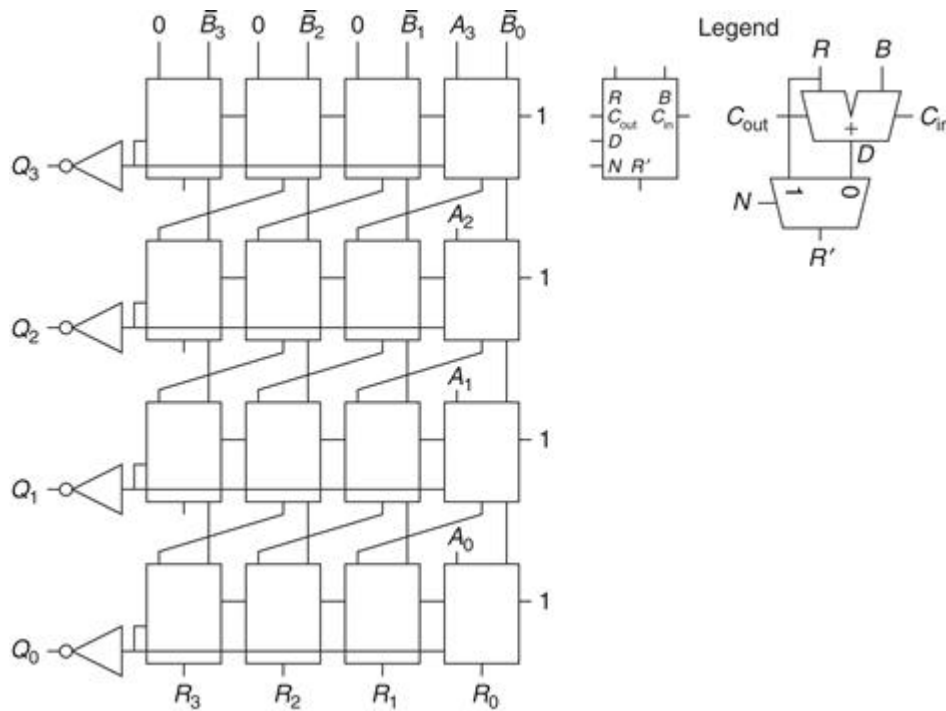 0 B̄3 0 B̄2 0 B̄1 A3 B̄0
1
Q3
A2
1
Q2
A1
1
Q1
A0
1
Q0
R3 R2 R1 R0
Legend
R B
Cout Cin
D
N R′
R B
Cout + Cin
D
1 0
N
R′